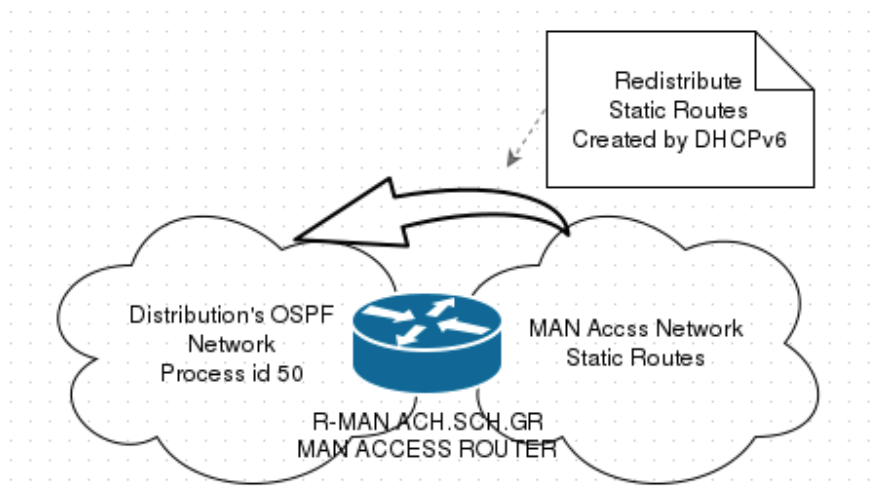 Redistribute
Static Routes
Created by DHCPv6
Distribution's OSPF
Network
Process id 50
MAN Accss Network
Static Routes
R-MAN.ACH.SCH.GR
MAN ACCESS ROUTER